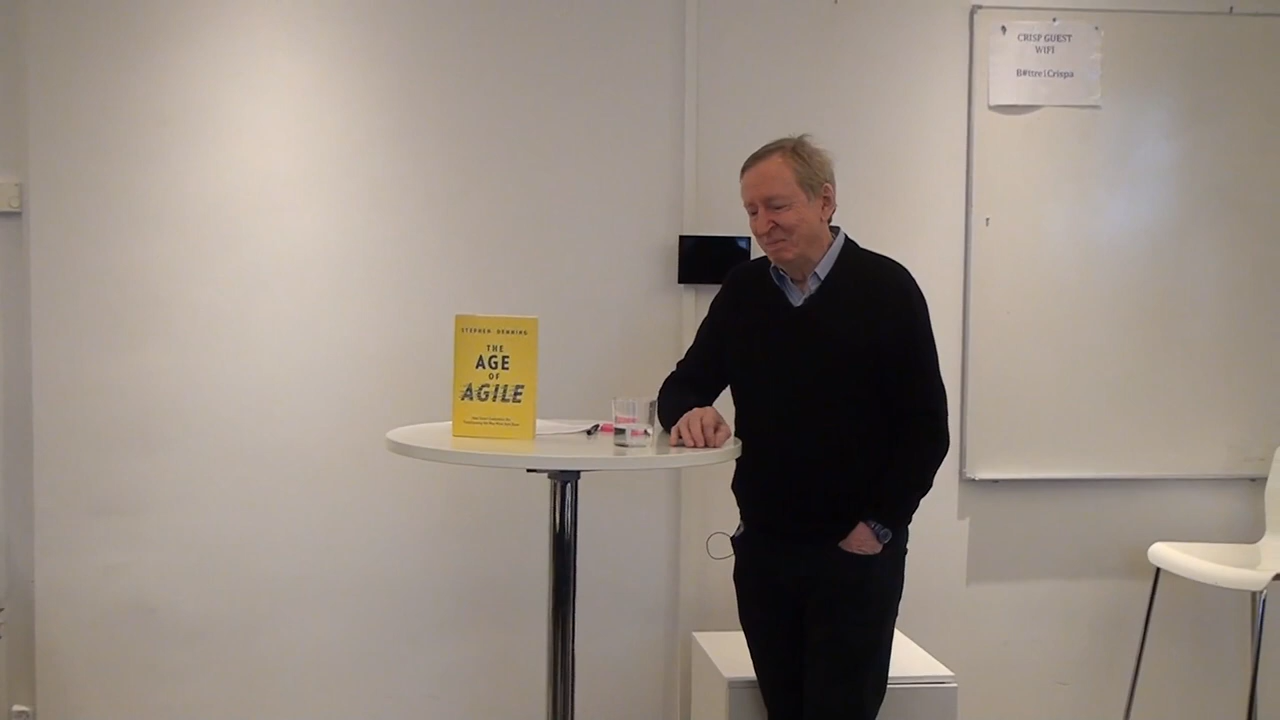 CRISP GUEST
WIFI
B#ttre1Crispa
STEPHEN DENNING
THE
AGE
OF
AGILE